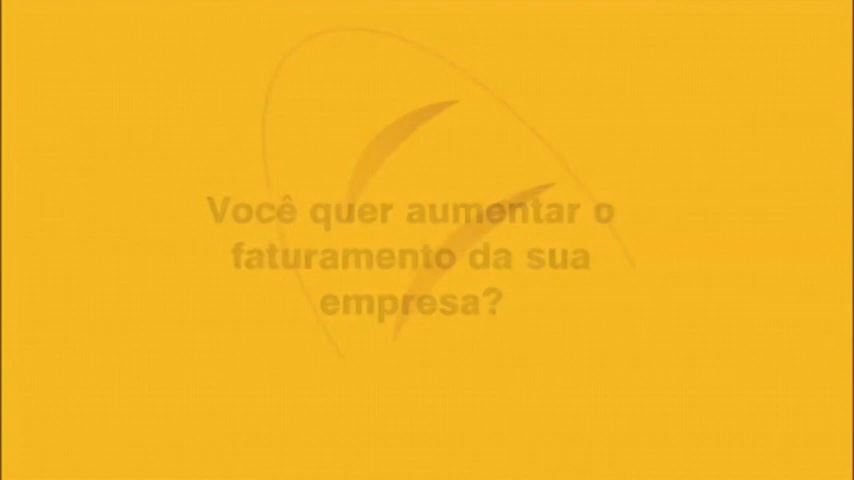 Você quer aumentar o
faturamento da sua
empresa?